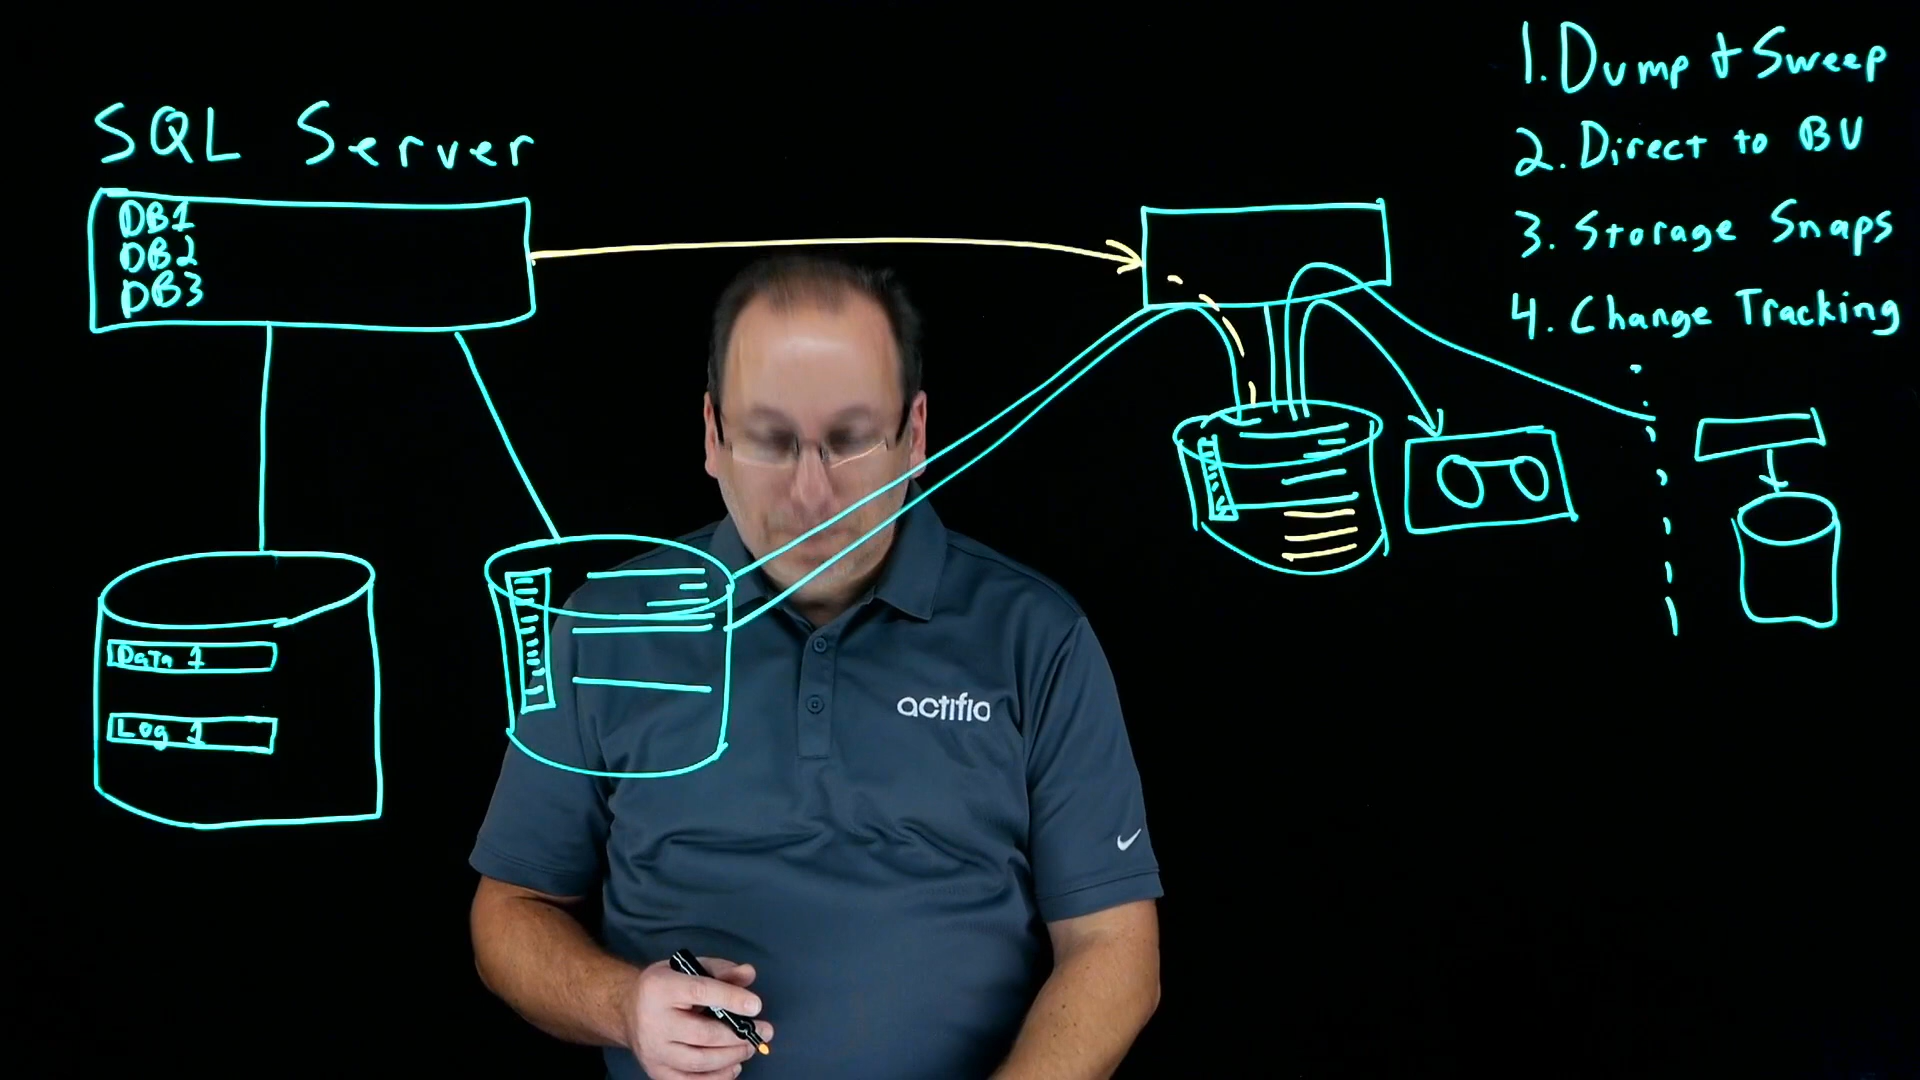 SQL Server
DB1
DB2
DB3
Data 1
Log 1
1. Dump + Sweep
2. Direct to BV
3. Storage Snaps
4. Change Tracking
actifio